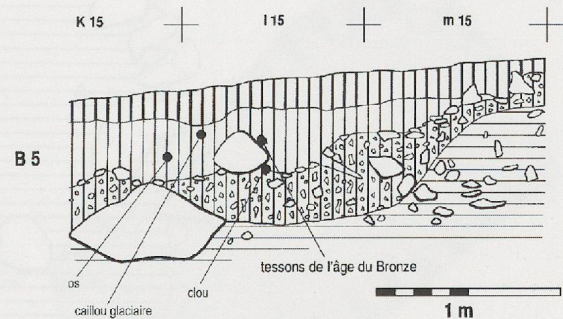 K 15
l 15
m 15
B 5
tessons de l'âge du Bronze
os
clou
caillou glaciaire
1 m